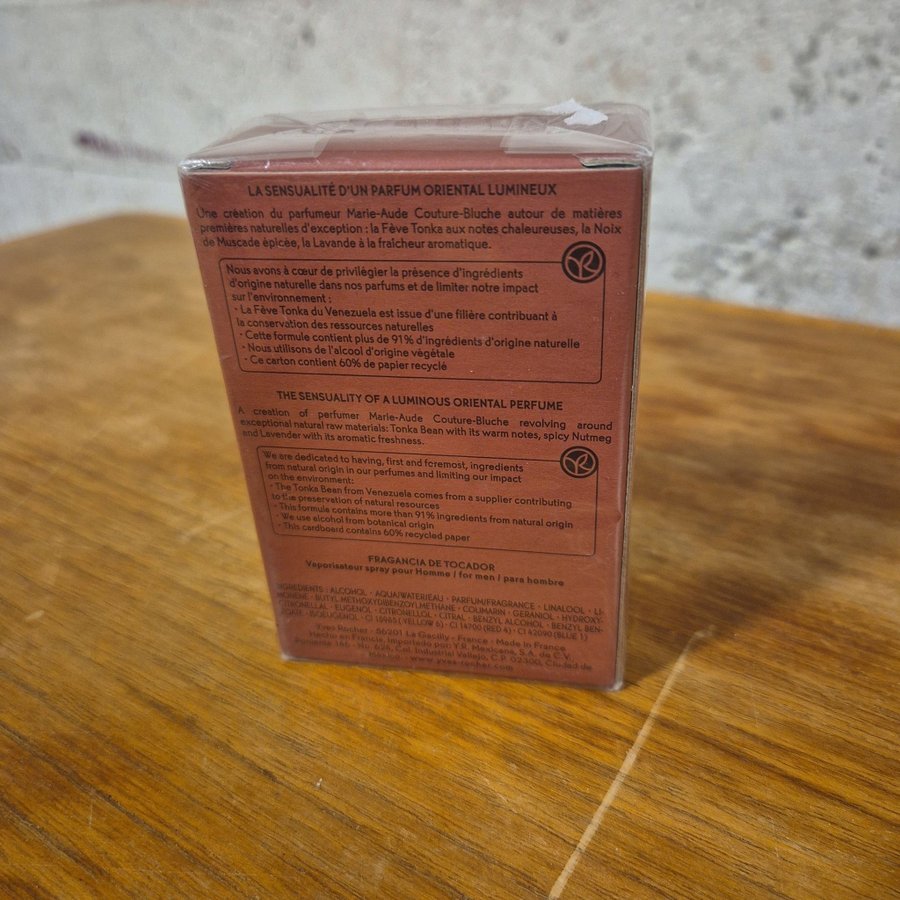 LA SENSUALITÉ D'UN PARFUM ORIENTAL LUMINEUX
Une création du parfumeur Marie-Aude Couture-Bluche autour de matières
premières naturelles d'exception : la Fève Tonka aux notes chaleureuses, la Noix
de Muscade épicée, la Lavande à la fraîcheur aromatique.
Nous avons à cœur de privilégier la présence d'ingrédients
d'origine naturelle dans nos parfums et de limiter notre impact
sur l'environnement :
• La Fève Tonka du Venezuela est issue d'une filière contribuant à
la conservation des ressources naturelles
• Cette formule contient plus de 91% d'ingrédients d'origine naturelle
• Nous utilisons de l'alcool d'origine végétale
• Ce carton contient 60% de papier recyclé
THE SENSUALITY OF A LUMINOUS ORIENTAL PERFUME
A creation of perfumer Marie-Aude Couture-Bluche revolving around
exceptional natural raw materials: Tonka Bean with its warm notes, spicy Nutmeg
and Lavender with its aromatic freshness.
We are dedicated to having, first and foremost, ingredients
from natural origin in our perfumes and limiting our impact
on the environment:
• The Tonka Bean from Venezuela comes from a supplier contributing
to the preservation of natural resources
• This formula contains more than 91% ingredients from natural origin
• We use alcohol from botanical origin
• This cardboard contains 60% recycled paper
FRAGANCIA DE TOCADOR
Vaporisateur spray pour Homme / for men / para hombre
INGREDIENTS : ALCOHOL • AQUA/WATER/EAU • PARFUM/FRAGRANCE • LINALOOL • LI-
MONENE • BUTYL METHOXYDIBENZOYLMETHANE • COUMARIN • GERANIOL • HYDROXY-
CITRONELLAL • EUGENOL • CITRONELLOL • CITRAL • BENZYL ALCOHOL • BENZYL BEN-
ZOATE • ISOEUGENOL • CI 15985 (YELLOW 6) • CI 14700 (RED 4) • CI 42090 (BLUE 1)
Yves Rocher - 56201 La Gacilly - France - Made in France
Hecho en Francia, importado por: Y.R. Mexicana, S.A. de C.V.
Poniente 146 - No. 626, Col. Industrial Vallejo, C.P. 02300, Ciudad de
México - www.yves-rocher.com